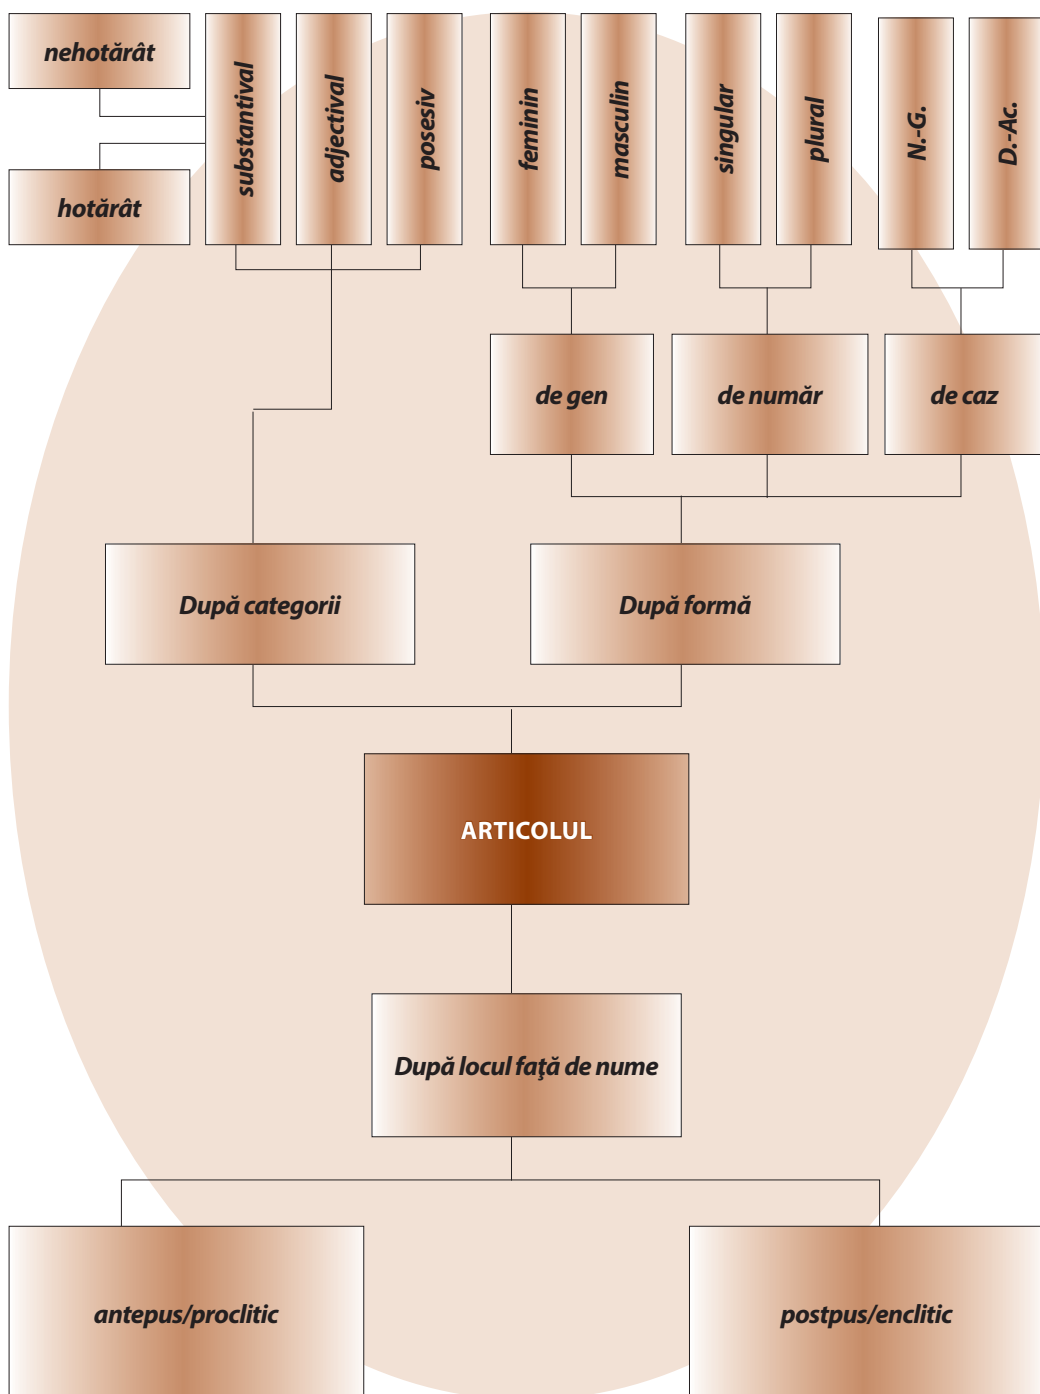 nehotărât
hotărât
substantival
adjectival
posesiv
feminin
masculin
singular
plural
N.-G.
D.-Ac.
de gen
de număr
de caz
După categorii
După formă
ARTICOLUL
După locul faţă de nume
antepus/proclitic
postpus/enclitic